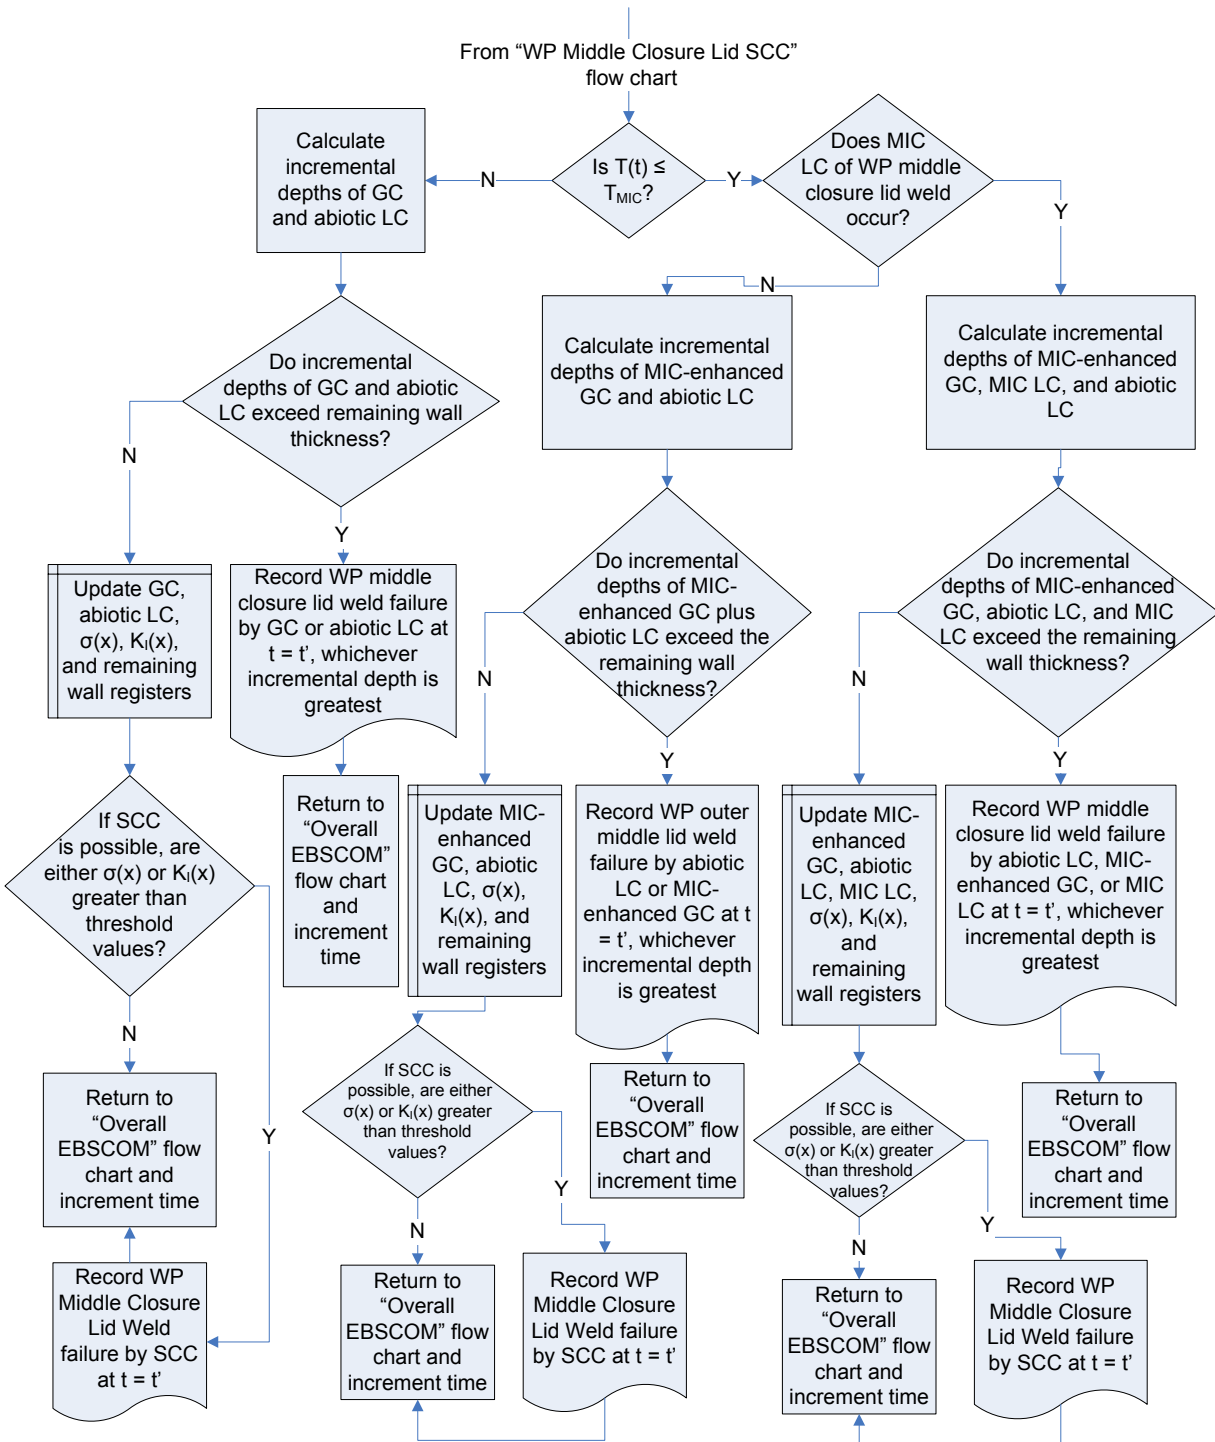 From “WP Middle Closure Lid SCC”
flow chart
Calculate
incremental
depths of GC
and abiotic LC
N
Is T(t) ≤
TMIC?
Y
Does MIC
LC of WP middle
closure lid weld
occur?
Y
N
Do incremental
depths of GC and abiotic
LC exceed remaining wall
thickness?
Calculate incremental
depths of MIC-enhanced
GC and abiotic LC
Calculate incremental
depths of MIC-enhanced
GC, MIC LC, and abiotic
LC
N
Y
Update GC,
abiotic LC,
σ(x), KI(x),
and remaining
wall registers
Record WP middle
closure lid weld failure
by GC or abiotic LC at
t = t’, whichever
incremental depth is
greatest
Do incremental
depths of MIC-
enhanced GC plus
abiotic LC exceed the
remaining wall
thickness?
Do incremental
depths of MIC-enhanced
GC, abiotic LC, and MIC
LC exceed the remaining
wall thickness?
N
Y
N
Y
If SCC
is possible, are
either σ(x) or KI(x)
greater than
threshold
values?
Return to
“Overall
EBSCOM”
flow chart
and
increment
time
Update MIC-
enhanced
GC, abiotic
LC, σ(x),
KI(x), and
remaining
wall registers
Record WP outer
middle lid weld
failure by abiotic
LC or MIC-
enhanced GC at t
= t’, whichever
incremental depth
is greatest
Update MIC-
enhanced
GC, abiotic
LC, MIC LC,
σ(x), KI(x),
and
remaining
wall registers
Record WP middle
closure lid weld failure
by abiotic LC, MIC-
enhanced GC, or MIC
LC at t = t’, whichever
incremental depth is
greatest
N
Y
Return to
“Overall
EBSCOM” flow
chart and
increment time
If SCC is
possible, are either
σ(x) or KI(x) greater
than threshold
values?
Return to
“Overall
EBSCOM” flow
chart and
increment time
If SCC is
possible, are either
σ(x) or KI(x) greater
than threshold
values?
Return to
“Overall
EBSCOM” flow
chart and
increment time
N
Y
N
Y
Record WP
Middle Closure
Lid Weld
failure by SCC
at t = t’
Return to
“Overall
EBSCOM” flow
chart and
increment time
Record WP
Middle Closure
Lid Weld failure
by SCC at t = t’
Return to
“Overall
EBSCOM” flow
chart and
increment time
Record WP
Middle Closure
Lid Weld failure
by SCC at t = t’